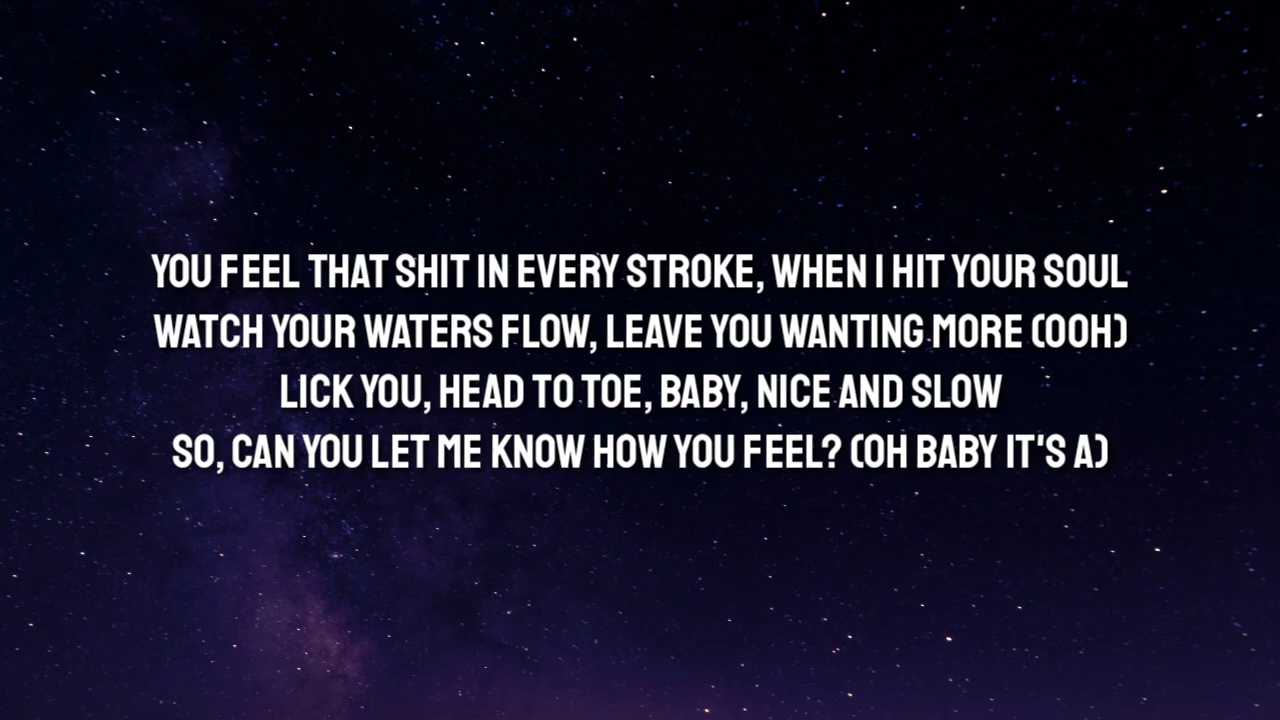 YOU FEEL THAT SHIT IN EVERY STROKE, WHEN I HIT YOUR SOUL
WATCH YOUR WATERS FLOW, LEAVE YOU WANTING MORE (OOH)
LICK YOU, HEAD TO TOE, BABY, NICE AND SLOW
SO, CAN YOU LET ME KNOW HOW YOU FEEL? (OH BABY IT'S A)